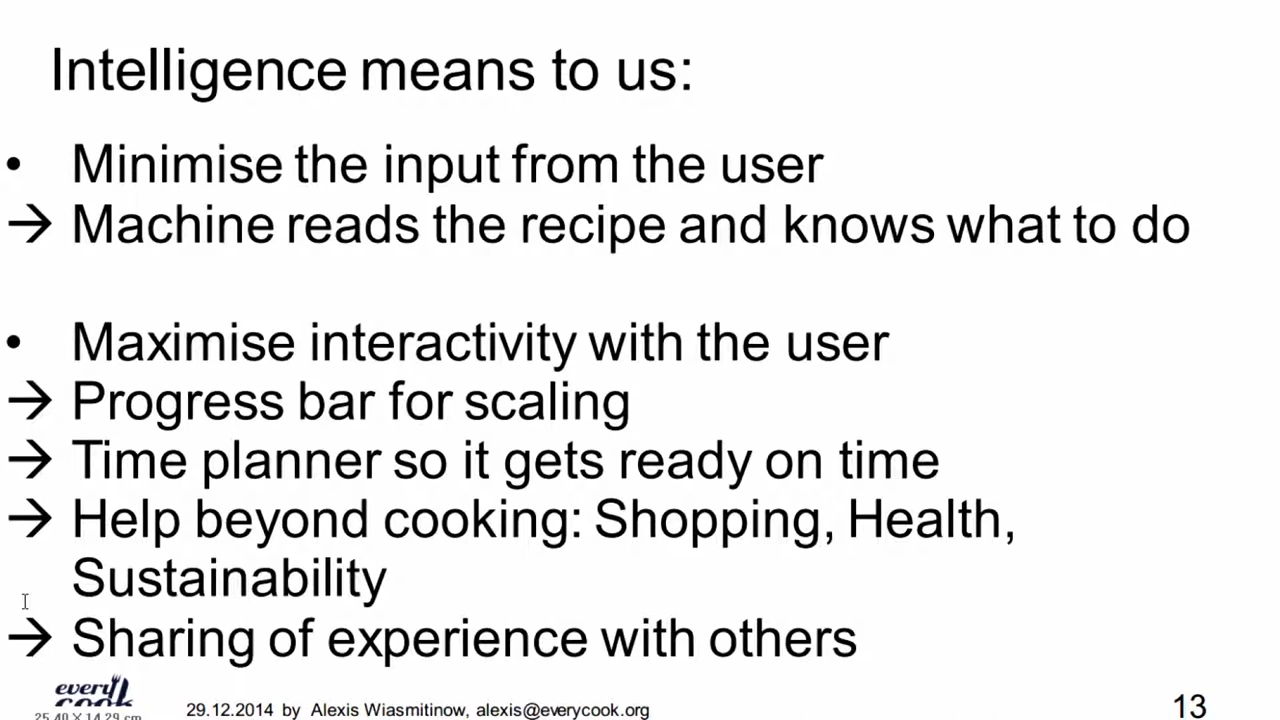 Intelligence means to us:
• Minimise the input from the user
→ Machine reads the recipe and knows what to do
• Maximise interactivity with the user
→ Progress bar for scaling
→ Time planner so it gets ready on time
→ Help beyond cooking: Shopping, Health,
Sustainability
→ Sharing of experience with others
every
cook
25.40 X 14.29 cm
29.12.2014 by Alexis Wiasmitinow, alexis@everycook.org
13